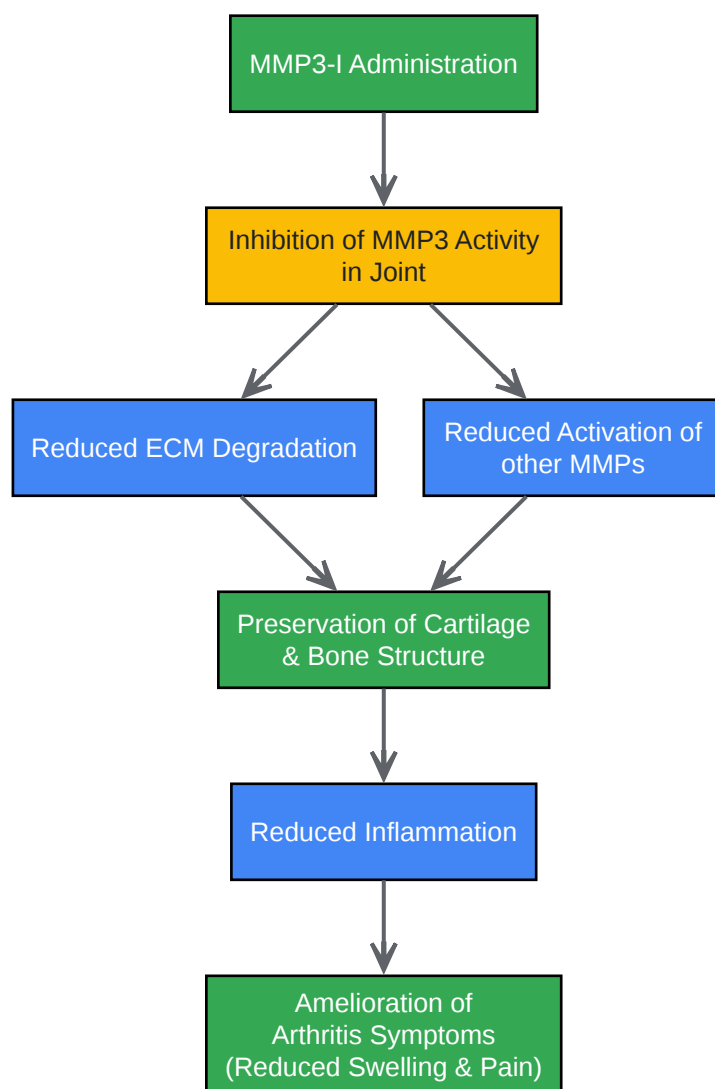 MMP3-I Administration
Inhibition of MMP3 Activity
in Joint
Reduced ECM Degradation
Reduced Activation of
other MMPs
Preservation of Cartilage
& Bone Structure
Reduced Inflammation
Amelioration of
Arthritis Symptoms
(Reduced Swelling & Pain)